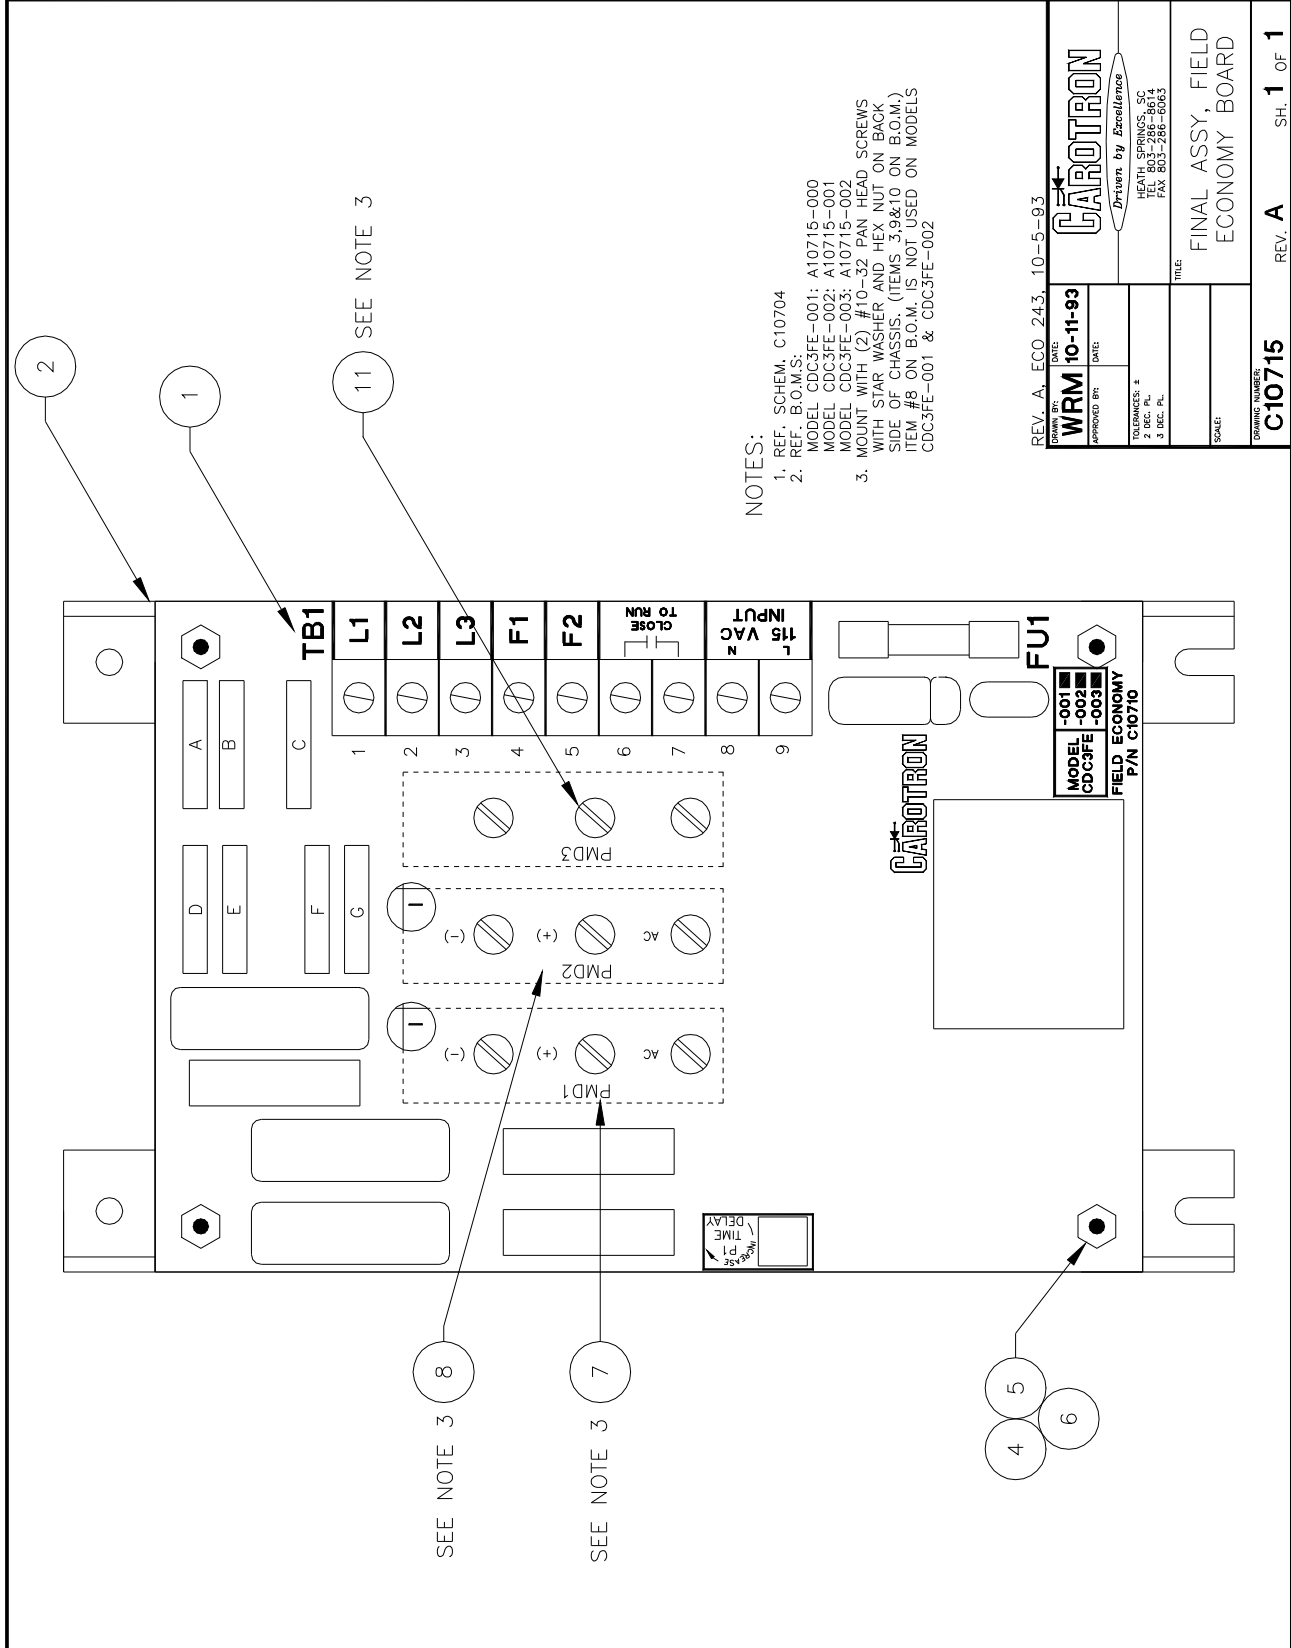 2
1
11
SEE NOTE 3
8
SEE NOTE 3
7
SEE NOTE 3
5
4
6
A
B
C
D
E
F
G
TB1
L1
L2
L3
F1
F2
CLOSE
TO RUN
115 VAC
INPUT
N
L
1
2
3
4
5
6
7
8
9
FU1
PMD3
PMD2
(-)
(+)
AC
I
PMD1
(-)
(+)
AC
I
P1
TIME
DELAY
INCREASE
CAROTRON
MODEL
CDC3FE
-001
-002
-003
FIELD ECONOMY
P/N C10710
NOTES:
1. REF. SCHEM. C10704
2. REF. B.O.M.S:
MODEL CDC3FE-001: A10715-000
MODEL CDC3FE-002: A10715-001
MODEL CDC3FE-003: A10715-002
3. MOUNT WITH (2) #10-32 PAN HEAD SCREWS
WITH STAR WASHER AND HEX NUT ON BACK
SIDE OF CHASSIS. (ITEMS 3,9&10 ON B.O.M.)
ITEM #8 ON B.O.M. IS NOT USED ON MODELS
CDC3FE-001 & CDC3FE-002
REV. A, ECO 243, 10-5-93
DRAWN BY:
WRM
DATE:
10-11-93
APPROVED BY:
DATE:
TOLERANCES: ±
2 DEC. PL.
3 DEC. PL.
SCALE:
CAROTRON
Driven by Excellence
HEATH SPRINGS, SC
TEL 803-286-8614
FAX 803-286-6063
TITLE:
FINAL ASSY, FIELD
ECONOMY BOARD
DRAWING NUMBER:
C10715
REV. A
SH. 1 OF 1